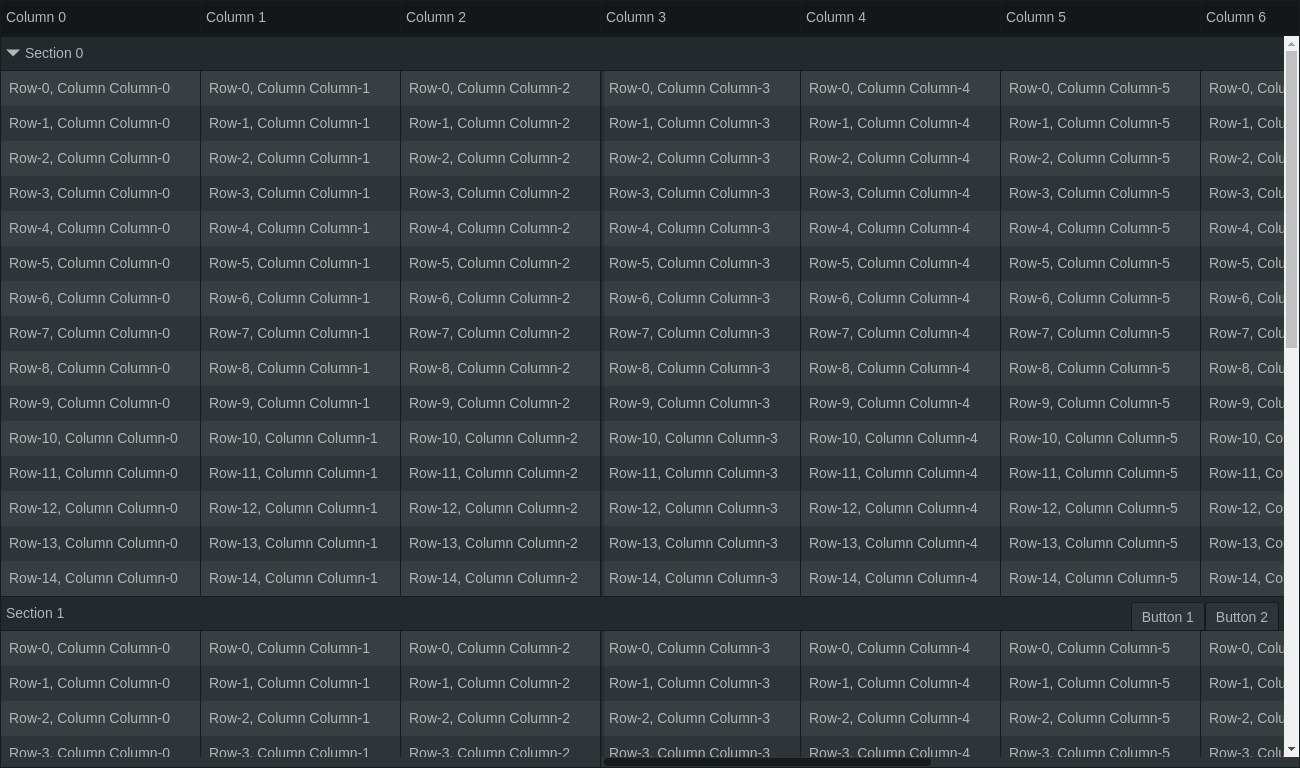 Column 0 Column 1 Column 2 Column 3 Column 4 Column 5 Column 6
Section 0
Row-0, Column Column-0 Row-0, Column Column-1 Row-0, Column Column-2 Row-0, Column Column-3 Row-0, Column Column-4 Row-0, Column Column-5 Row-0, Colu
Row-1, Column Column-0 Row-1, Column Column-1 Row-1, Column Column-2 Row-1, Column Column-3 Row-1, Column Column-4 Row-1, Column Column-5 Row-1, Colu
Row-2, Column Column-0 Row-2, Column Column-1 Row-2, Column Column-2 Row-2, Column Column-3 Row-2, Column Column-4 Row-2, Column Column-5 Row-2, Colu
Row-3, Column Column-0 Row-3, Column Column-1 Row-3, Column Column-2 Row-3, Column Column-3 Row-3, Column Column-4 Row-3, Column Column-5 Row-3, Colu
Row-4, Column Column-0 Row-4, Column Column-1 Row-4, Column Column-2 Row-4, Column Column-3 Row-4, Column Column-4 Row-4, Column Column-5 Row-4, Colu
Row-5, Column Column-0 Row-5, Column Column-1 Row-5, Column Column-2 Row-5, Column Column-3 Row-5, Column Column-4 Row-5, Column Column-5 Row-5, Colu
Row-6, Column Column-0 Row-6, Column Column-1 Row-6, Column Column-2 Row-6, Column Column-3 Row-6, Column Column-4 Row-6, Column Column-5 Row-6, Colu
Row-7, Column Column-0 Row-7, Column Column-1 Row-7, Column Column-2 Row-7, Column Column-3 Row-7, Column Column-4 Row-7, Column Column-5 Row-7, Colu
Row-8, Column Column-0 Row-8, Column Column-1 Row-8, Column Column-2 Row-8, Column Column-3 Row-8, Column Column-4 Row-8, Column Column-5 Row-8, Colu
Row-9, Column Column-0 Row-9, Column Column-1 Row-9, Column Column-2 Row-9, Column Column-3 Row-9, Column Column-4 Row-9, Column Column-5 Row-9, Colu
Row-10, Column Column-0 Row-10, Column Column-1 Row-10, Column Column-2 Row-10, Column Column-3 Row-10, Column Column-4 Row-10, Column Column-5 Row-10, Co
Row-11, Column Column-0 Row-11, Column Column-1 Row-11, Column Column-2 Row-11, Column Column-3 Row-11, Column Column-4 Row-11, Column Column-5 Row-11, Co
Row-12, Column Column-0 Row-12, Column Column-1 Row-12, Column Column-2 Row-12, Column Column-3 Row-12, Column Column-4 Row-12, Column Column-5 Row-12, Co
Row-13, Column Column-0 Row-13, Column Column-1 Row-13, Column Column-2 Row-13, Column Column-3 Row-13, Column Column-4 Row-13, Column Column-5 Row-13, Co
Row-14, Column Column-0 Row-14, Column Column-1 Row-14, Column Column-2 Row-14, Column Column-3 Row-14, Column Column-4 Row-14, Column Column-5 Row-14, Co
Section 1 Button 1 Button 2
Row-0, Column Column-0 Row-0, Column Column-1 Row-0, Column Column-2 Row-0, Column Column-3 Row-0, Column Column-4 Row-0, Column Column-5 Row-0, Colu
Row-1, Column Column-0 Row-1, Column Column-1 Row-1, Column Column-2 Row-1, Column Column-3 Row-1, Column Column-4 Row-1, Column Column-5 Row-1, Colu
Row-2, Column Column-0 Row-2, Column Column-1 Row-2, Column Column-2 Row-2, Column Column-3 Row-2, Column Column-4 Row-2, Column Column-5 Row-2, Colu
Row-3, Column Column-0 Row-3, Column Column-1 Row-3, Column Column-2 Row-3, Column Column-3 Row-3, Column Column-4 Row-3, Column Column-5 Row-3, Colu